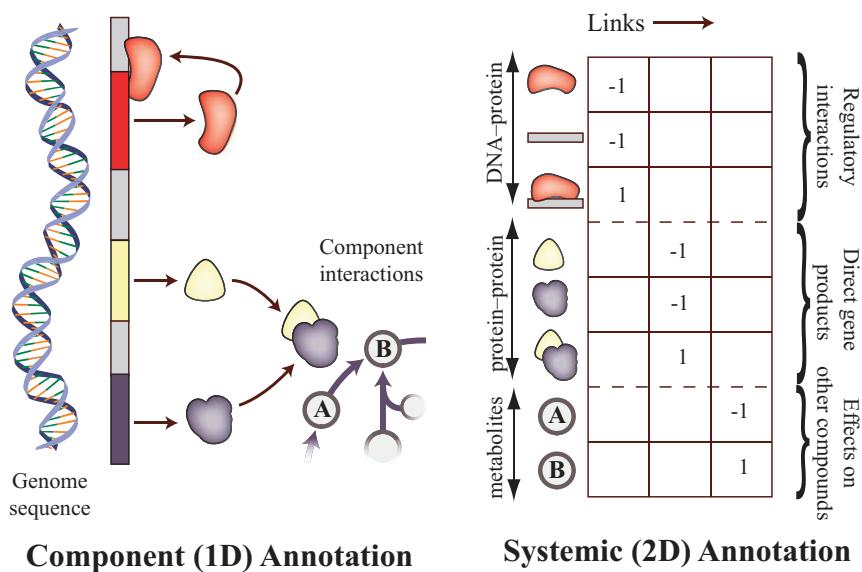 Component
interactions
B
A
Genome
sequence
Component (1D) Annotation
Links
DNA–protein
protein–protein
metabolites
-1
-1
1
-1
-1
1
A
-1
B
1
Regulatory
interactions
Direct gene
products
Effects on
other compounds
Systemic (2D) Annotation